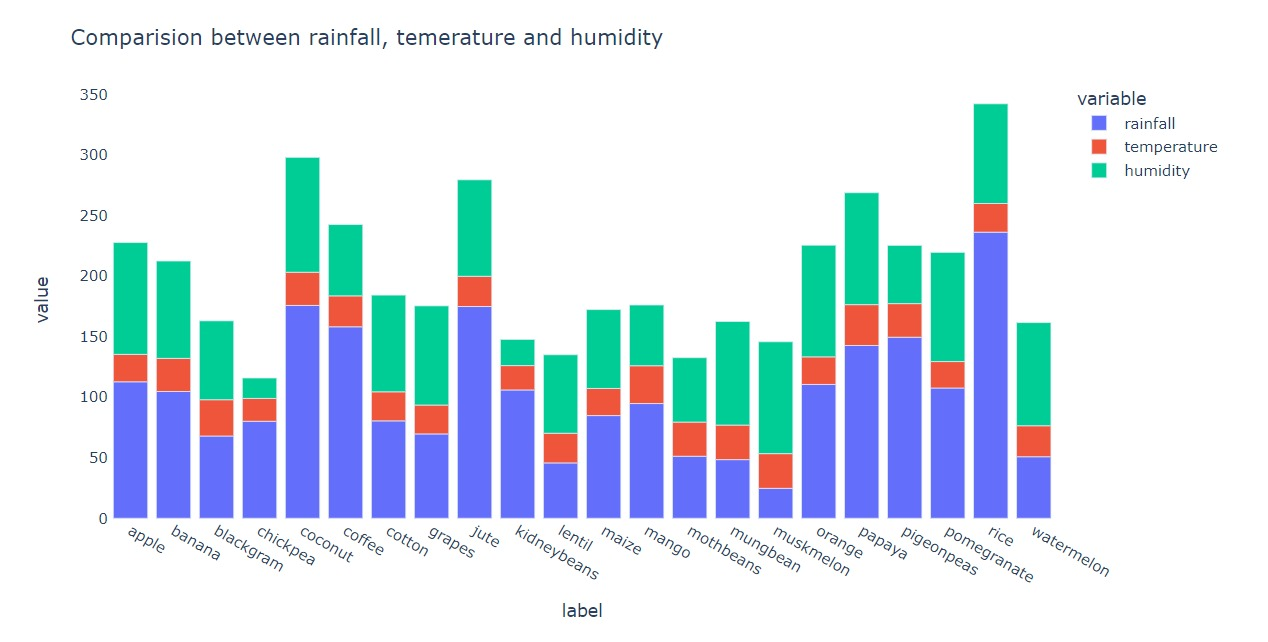 Comparision between rainfall, temerature and humidity
350
300
250
200
150
100
50
0
value
variable
rainfall
temperature
humidity
apple
banana
blackgram
chickpea
coconut
coffee
cotton
grapes
jute
kidneybeans
lentil
maize
mango
mothbeans
mungbean
muskmelon
orange
papaya
pigeonpeas
pomegranate
rice
watermelon
label